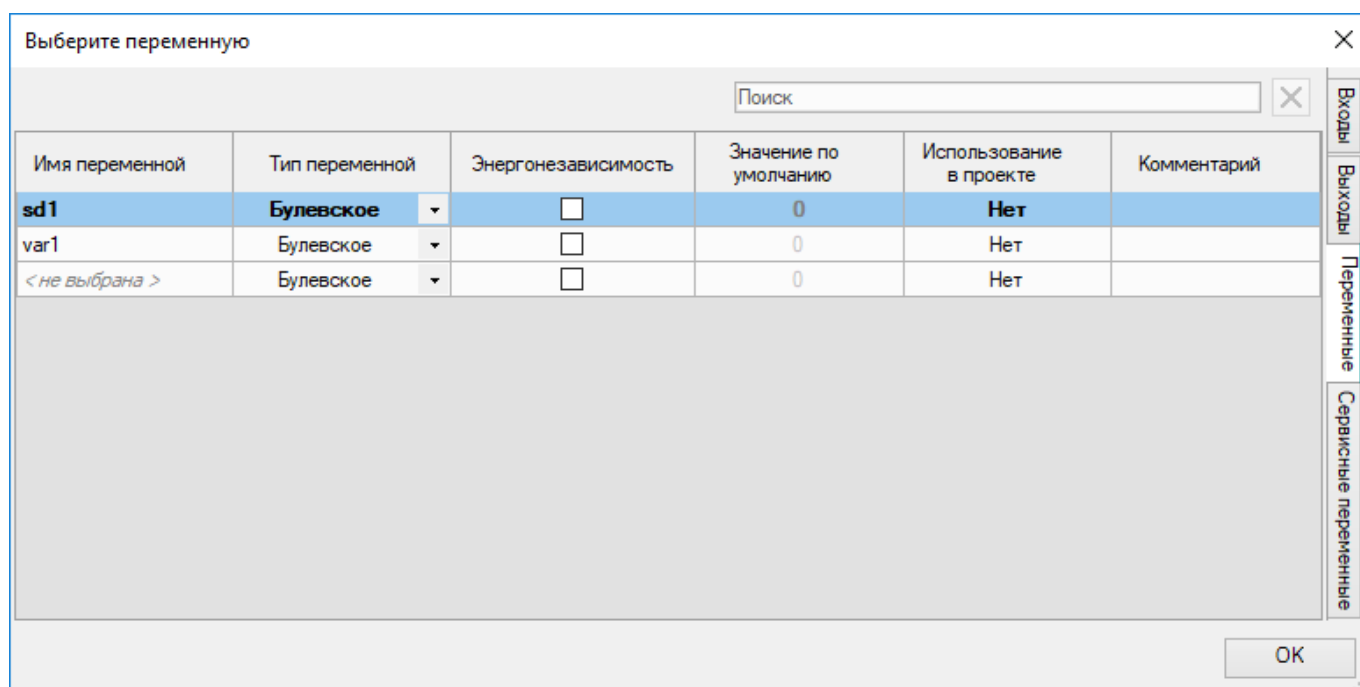 Выберите переменную
Поиск
Имя переменной Тип переменной Энергонезависимость Значение по умолчанию Использование в проекте Комментарий
sd1 Булевское 0 Нет
var1 Булевское 0 Нет
<не выбрана > Булевское 0 Нет
Входы
Выходы
Переменные
Сервисные переменные
OK